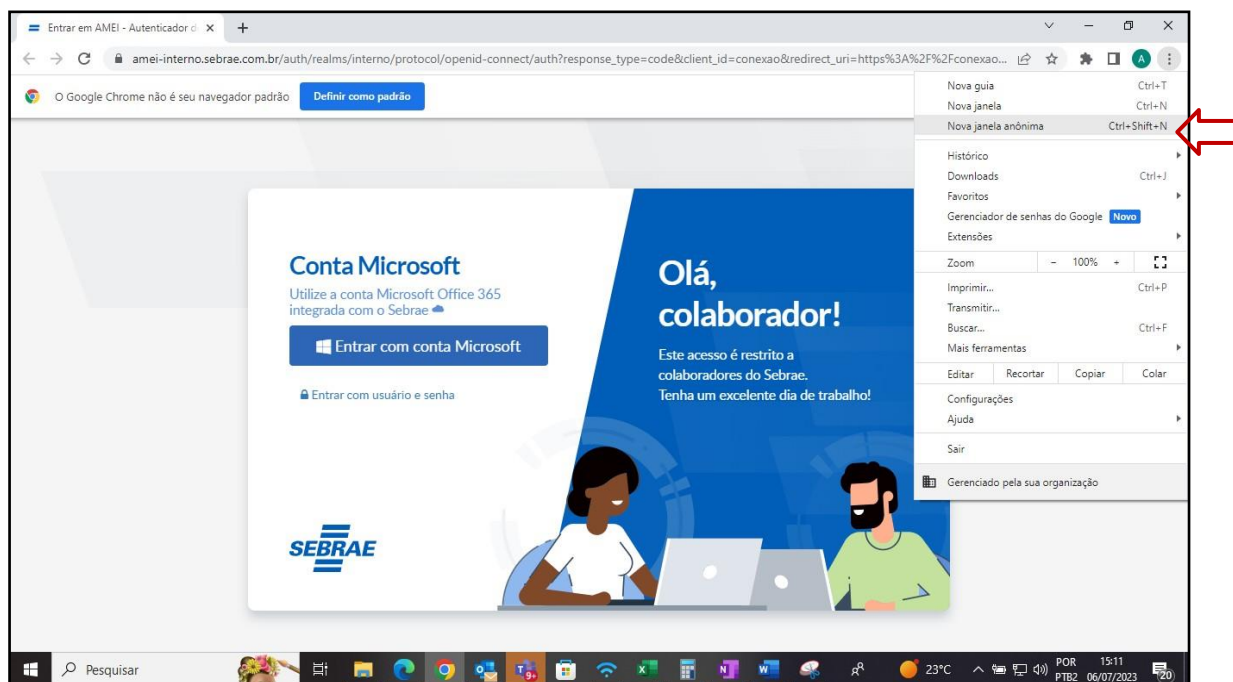 Entrar em AMEI - Autenticador d
amei-interno.sebrae.com.br/auth/realms/interno/protocol/openid-connect/auth?response_type=code&client_id=conexao&redirect_uri=https%3A%2F%2Fconexao...
A
O Google Chrome não é seu navegador padrão
Definir como padrão
Nova guia Ctrl+T
Nova janela Ctrl+N
Nova janela anônima Ctrl+Shift+N
Histórico
Downloads Ctrl+J
Favoritos
Gerenciador de senhas do Google Novo
Extensões
Zoom - 100% +
Imprimir... Ctrl+P
Transmitir...
Buscar... Ctrl+F
Mais ferramentas
Editar Recortar Copiar Colar
Configurações
Ajuda
Sair
Gerenciado pela sua organização
Conta Microsoft
Utilize a conta Microsoft Office 365
integrada com o Sebrae
Entrar com conta Microsoft
Entrar com usuário e senha
SEBRAE
Olá,
colaborador!
Este acesso é restrito a
colaboradores do Sebrae.
Tenha um excelente dia de trabalho!
Pesquisar
9+
23°C
POR
PTB2
15:11
06/07/2023
20